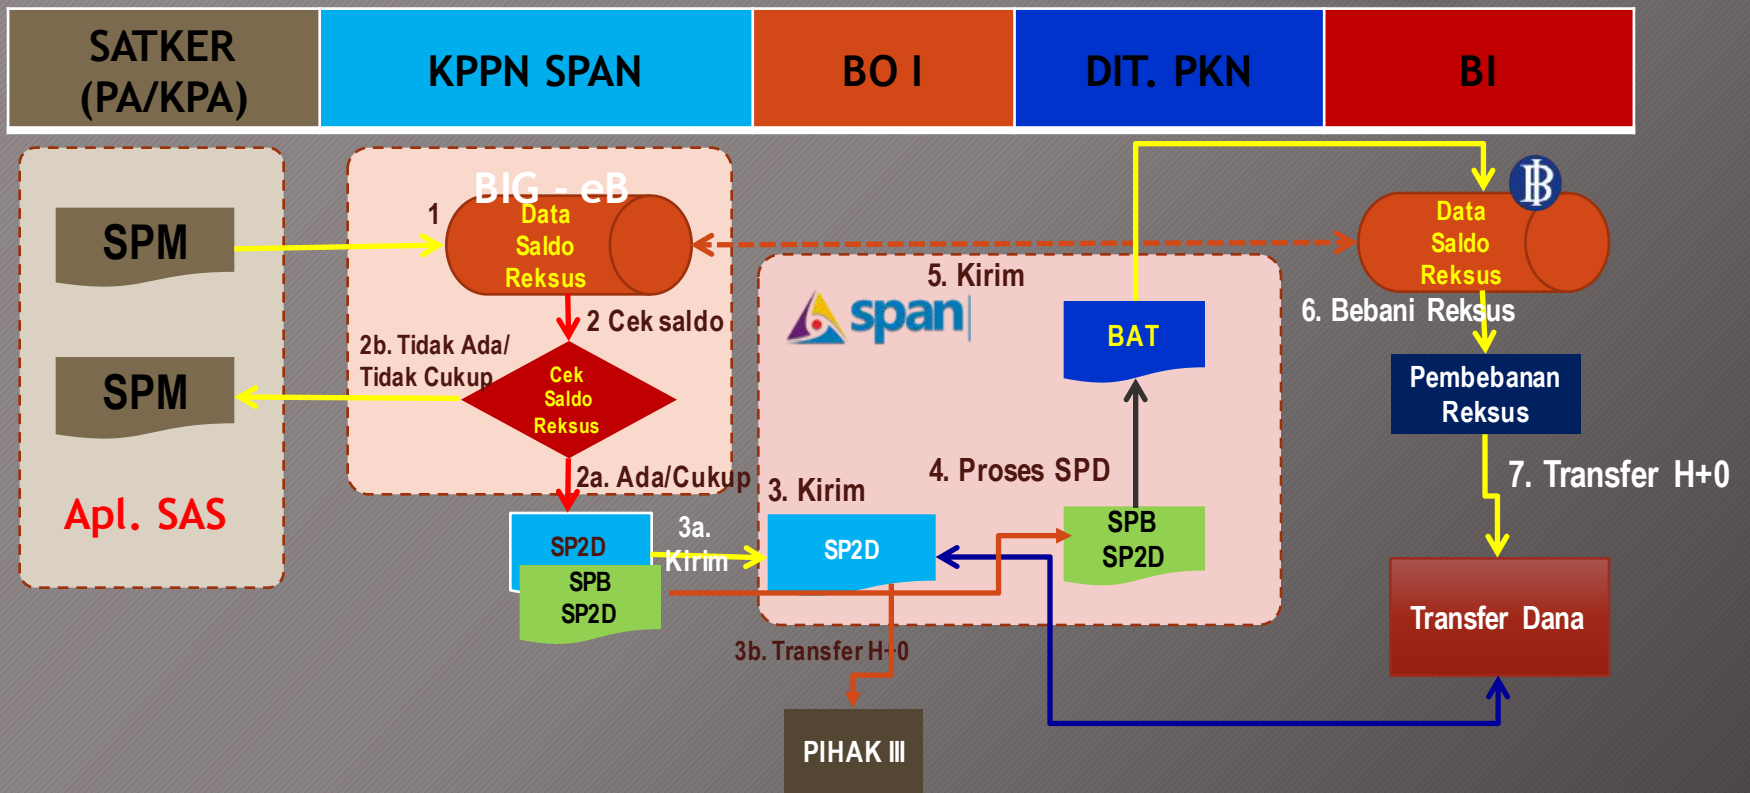 SATKER
(PA/KPA)
KPPN SPAN
BO I
DIT. PKN
BI
BIG - eB
SPM
1
Data
Saldo
Reksus
Data
Saldo
Reksus
5. Kirim
span
2 Cek saldo
6. Bebani Reksus
BAT
2b. Tidak Ada/
Tidak Cukup
SPM
Cek
Saldo
Reksus
Pembebanan
Reksus
2a. Ada/Cukup
3. Kirim
4. Proses SPD
7. Transfer H+0
Apl. SAS
SP2D
3a.
Kirim
SP2D
SPB
SP2D
SPB
SP2D
Transfer Dana
3b. Transfer H+0
PIHAK III